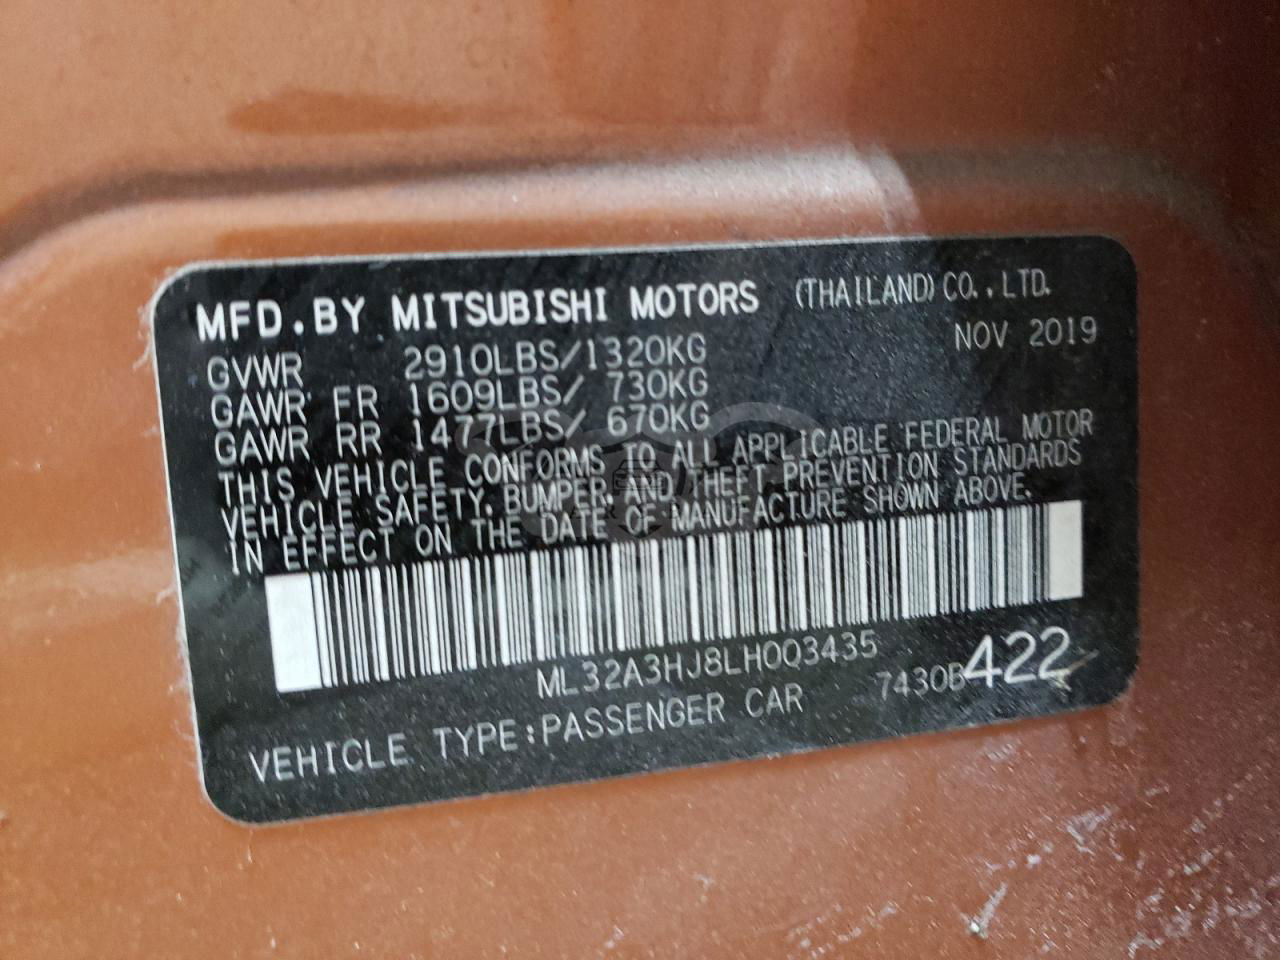 MFD.BY MITSUBISHI MOTORS (THAILAND) CO.,LTD.
NOV 2019
GVWR 2910LBS/1320KG
GAWR FR 1609LBS/ 730KG
GAWR RR 1477LBS/ 670KG
THIS VEHICLE CONFORMS TO ALL APPLICABLE FEDERAL MOTOR
VEHICLE SAFETY, BUMPER, AND THEFT PREVENTION STANDARDS
IN EFFECT ON THE DATE OF MANUFACTURE SHOWN ABOVE.
ML32A3HJ8LH003435
7430B422
VEHICLE TYPE:PASSENGER CAR